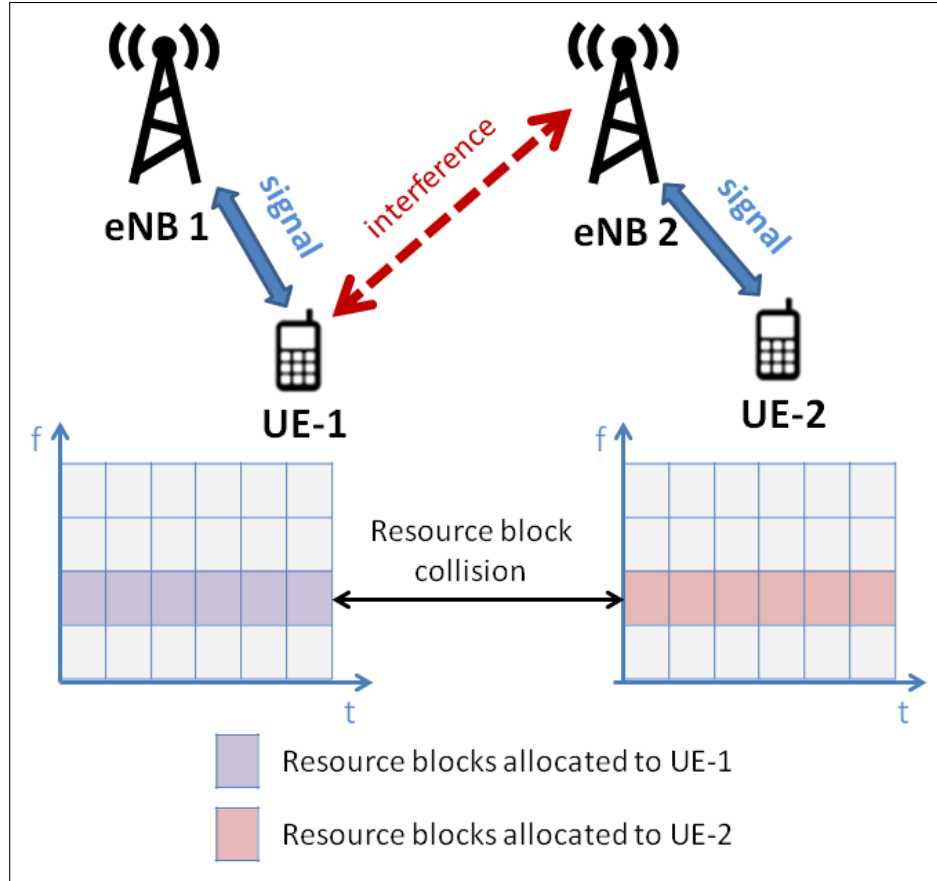 interference
signal
signal
eNB 1
eNB 2
UE-1
UE-2
f
f
Resource block
collision
t
t
Resource blocks allocated to UE-1
Resource blocks allocated to UE-2